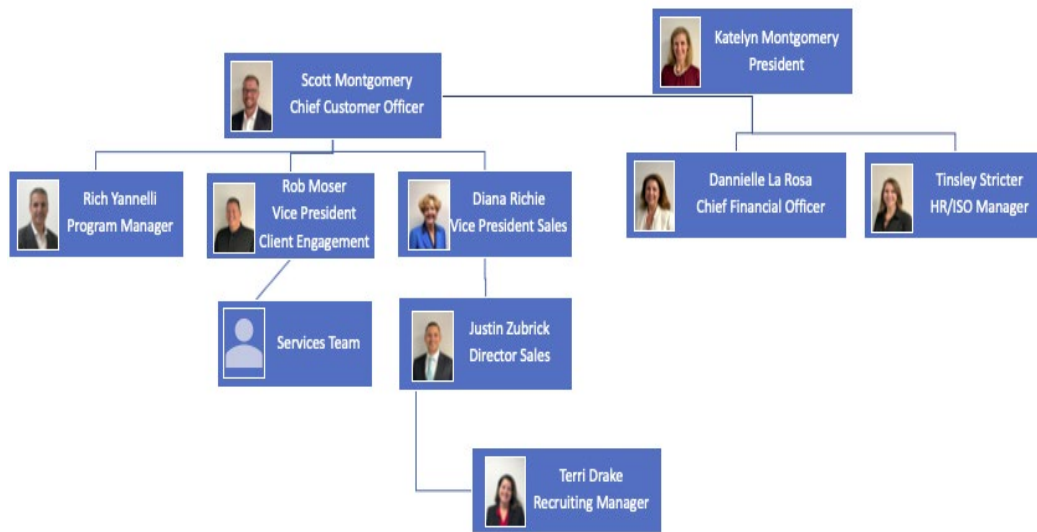 Katelyn Montgomery
President
Scott Montgomery
Chief Customer Officer
Rich Yannelli
Program Manager
Rob Moser
Vice President
Client Engagement
Diana Richie
Vice President Sales
Dannielle La Rosa
Chief Financial Officer
Tinsley Stricter
HR/ISO Manager
Services Team
Justin Zubrick
Director Sales
Terri Drake
Recruiting Manager